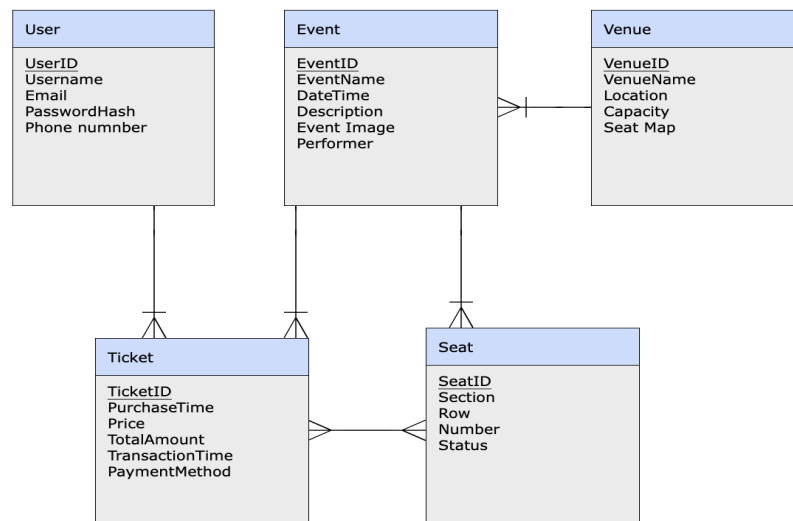 User
UserID
Username
Email
PasswordHash
Phone numnber
Event
EventID
EventName
DateTime
Description
Event Image
Performer
Venue
VenueID
VenueName
Location
Capacity
Seat Map
Ticket
TicketID
PurchaseTime
Price
TotalAmount
TransactionTime
PaymentMethod
Seat
SeatID
Section
Row
Number
Status